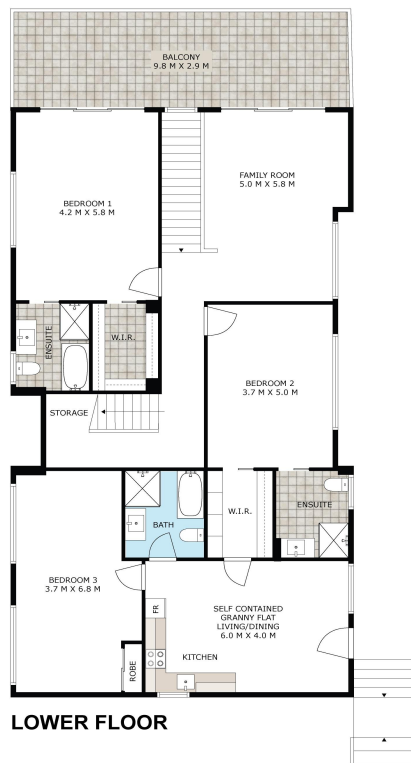 BALCONY
9.8 M X 2.9 M
FAMILY ROOM
5.0 M X 5.8 M
BEDROOM 1
4.2 M X 5.8 M
ENSUITE
W.I.R.
BEDROOM 2
3.7 M X 5.0 M
STORAGE
W.I.R.
ENSUITE
BATH
BEDROOM 3
3.7 M X 6.8 M
FR
SELF CONTAINED
GRANNY FLAT
LIVING/DINING
6.0 M X 4.0 M
KITCHEN
ROBE
LOWER FLOOR